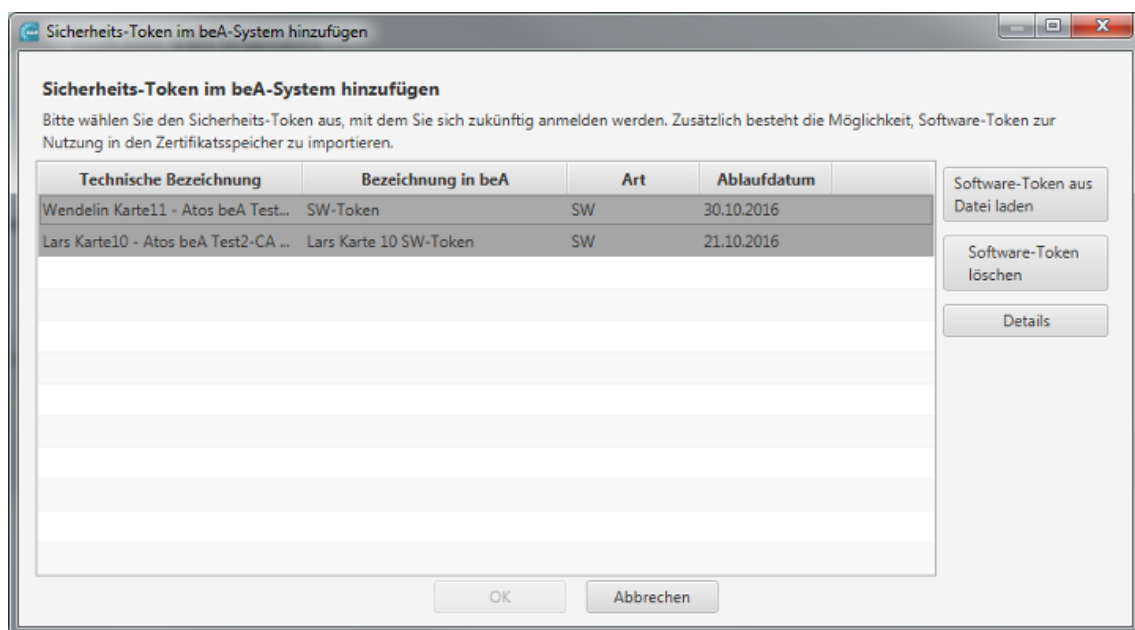 Sicherheits-Token im beA-System hinzufügen
Sicherheits-Token im beA-System hinzufügen
Bitte wählen Sie den Sicherheits-Token aus, mit dem Sie sich zukünftig anmelden werden. Zusätzlich besteht die Möglichkeit, Software-Token zur
Nutzung in den Zertifikatsspeicher zu importieren.
Technische Bezeichnung Bezeichnung in beA Art Ablaufdatum
Wendelin Karte11 - Atos beA Test... SW-Token SW 30.10.2016
Lars Karte10 - Atos beA Test2-CA ... Lars Karte 10 SW-Token SW 21.10.2016
Software-Token aus
Datei laden
Software-Token
löschen
Details
OK Abbrechen